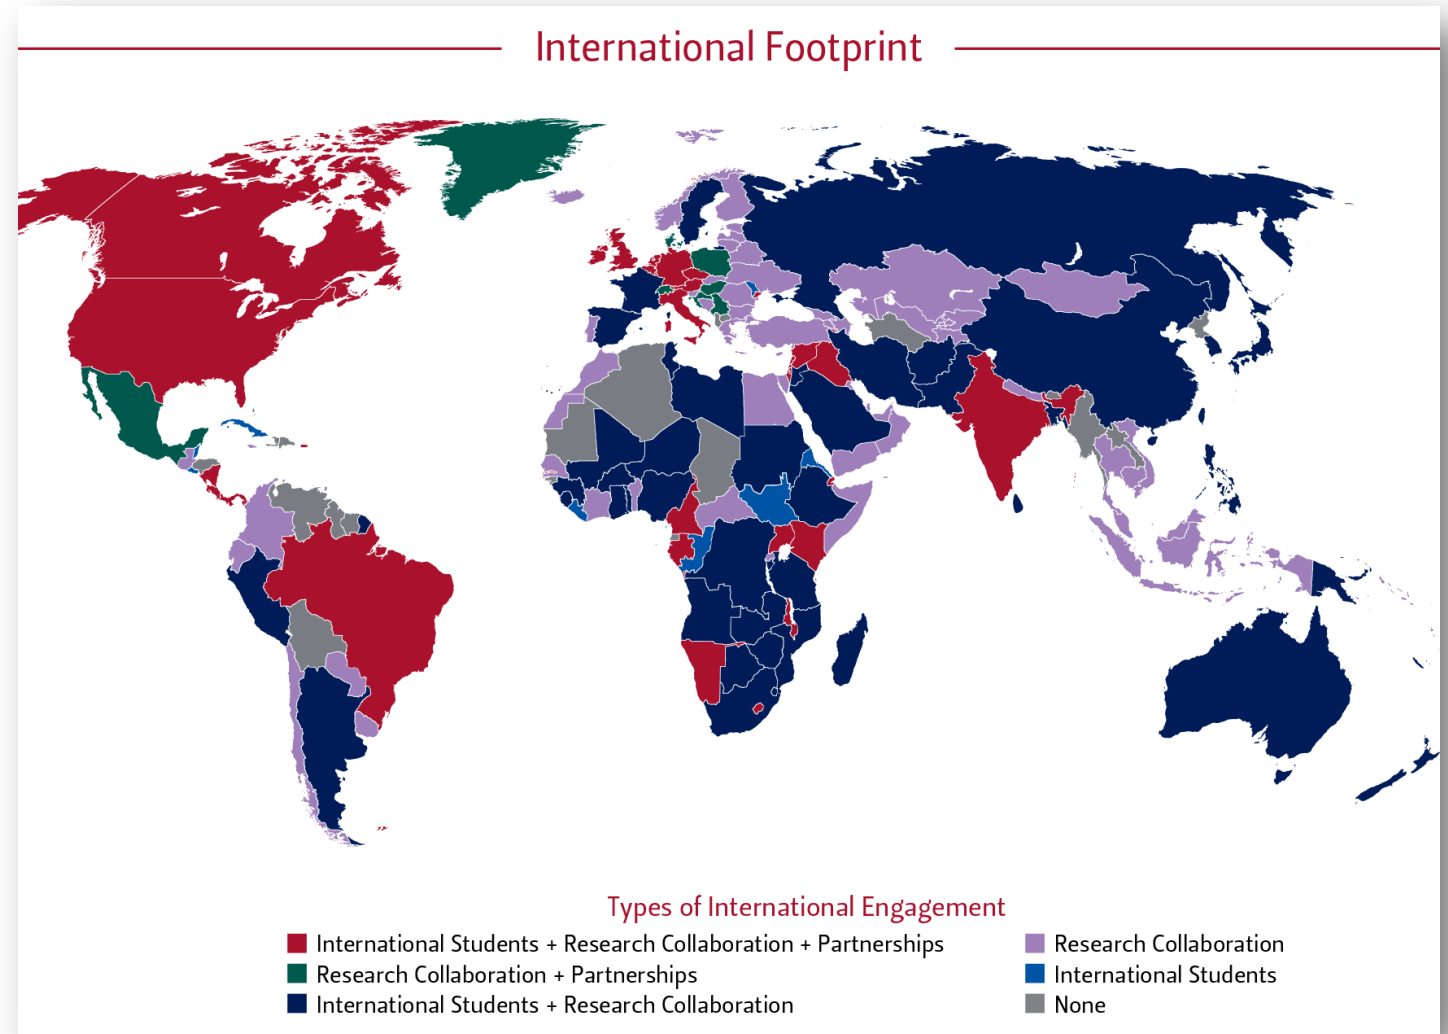 International Footprint
Types of International Engagement
International Students + Research Collaboration + Partnerships
Research Collaboration + Partnerships
International Students + Research Collaboration
Research Collaboration
International Students
None